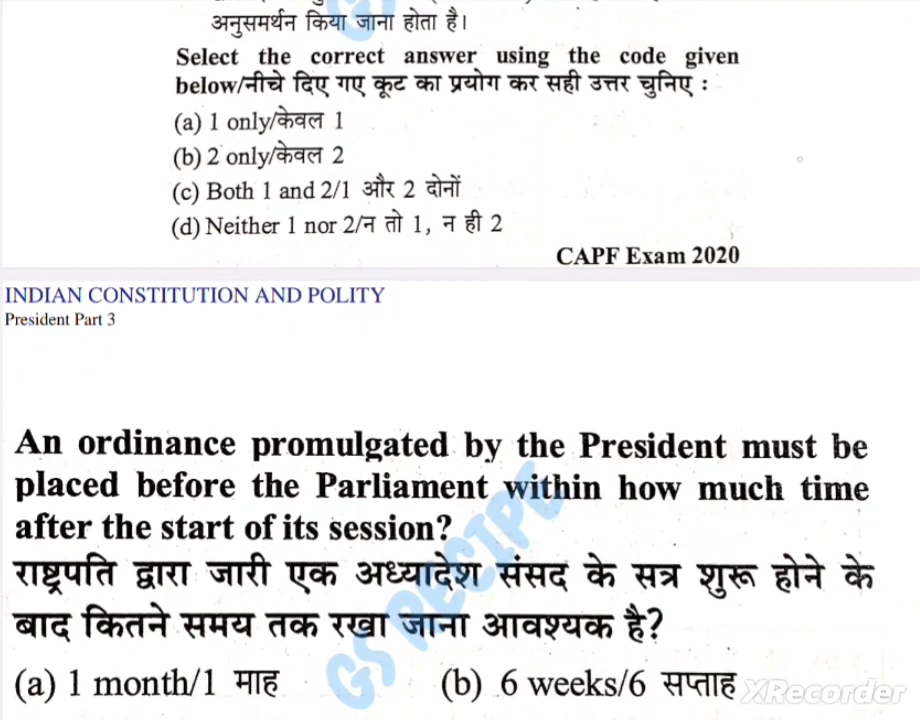 अनुसमर्थन किया जाना होता है।
Select the correct answer using the code given
below/नीचे दिए गए कूट का प्रयोग कर सही उत्तर चुनिए :
(a) 1 only/केवल 1
(b) 2 only/केवल 2
(c) Both 1 and 2/1 और 2 दोनों
(d) Neither 1 nor 2/न तो 1, न ही 2
CAPF Exam 2020
INDIAN CONSTITUTION AND POLITY
President Part 3
An ordinance promulgated by the President must be
placed before the Parliament within how much time
after the start of its session?
राष्ट्रपति द्वारा जारी एक अध्यादेश संसद के सत्र शुरू होने के
बाद कितने समय तक रखा जाना आवश्यक है?
(a) 1 month/1 माह
(b) 6 weeks/6 सप्ताह
GS RECIPE
XRecorder